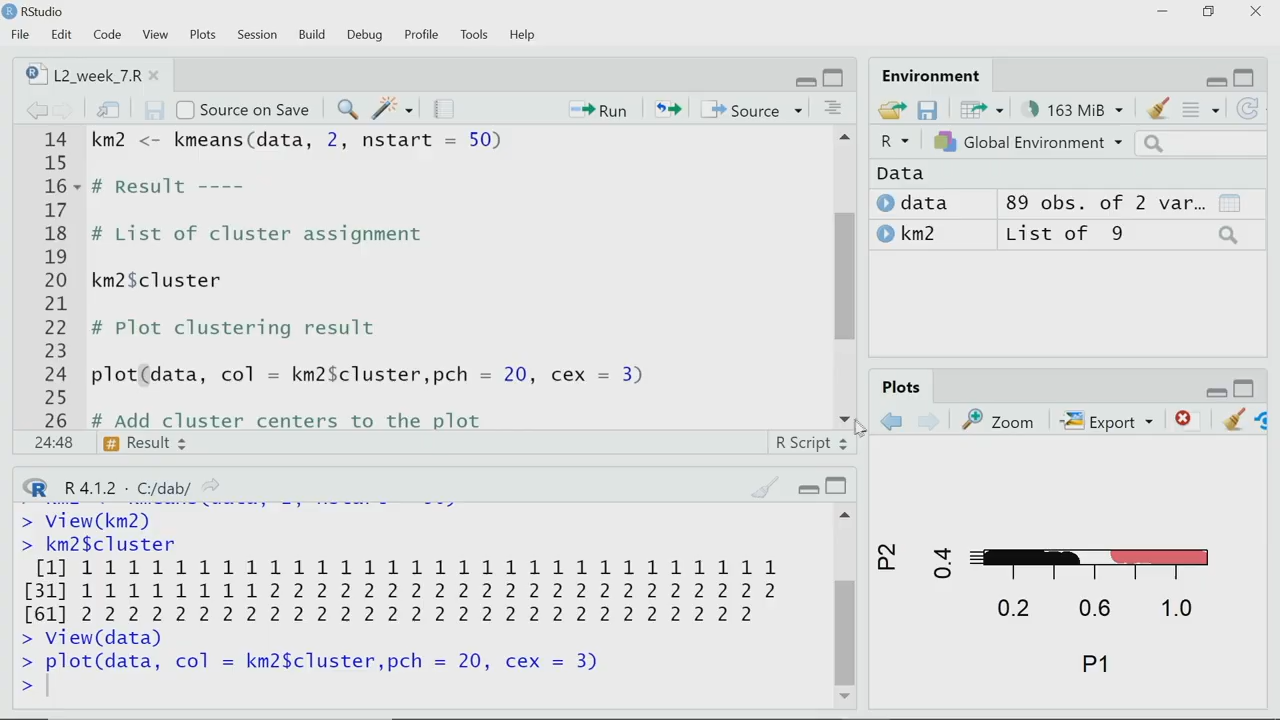 RStudio
File Edit Code View Plots Session Build Debug Profile Tools Help
L2_week_7.R
Source on Save Run Source
14 km2 <- kmeans(data, 2, nstart = 50)
15
16 # Result ----
17
18 # List of cluster assignment
19
20 km2$cluster
21
22 # Plot clustering result
23
24 plot(data, col = km2$cluster,pch = 20, cex = 3)
25
26 # Add cluster centers to the plot
24:48 Result R Script
R 4.1.2 · C:/dab/
> View(km2)
> km2$cluster
[1] 1 1 1 1 1 1 1 1 1 1 1 1 1 1 1 1 1 1 1 1 1 1 1 1 1 1 1 1 1 1
[31] 1 1 1 1 1 1 1 1 2 2 2 2 2 2 2 2 2 2 2 2 2 2 2 2 2 2 2 2 2 2
[61] 2 2 2 2 2 2 2 2 2 2 2 2 2 2 2 2 2 2 2 2 2 2 2 2 2 2 2 2 2
> View(data)
> plot(data, col = km2$cluster,pch = 20, cex = 3)
>
Environment
163 MiB
R Global Environment
Data
data 89 obs. of 2 var…
km2 List of 9
Plots
Zoom Export
P2
0.4
0.2 0.6 1.0
P1